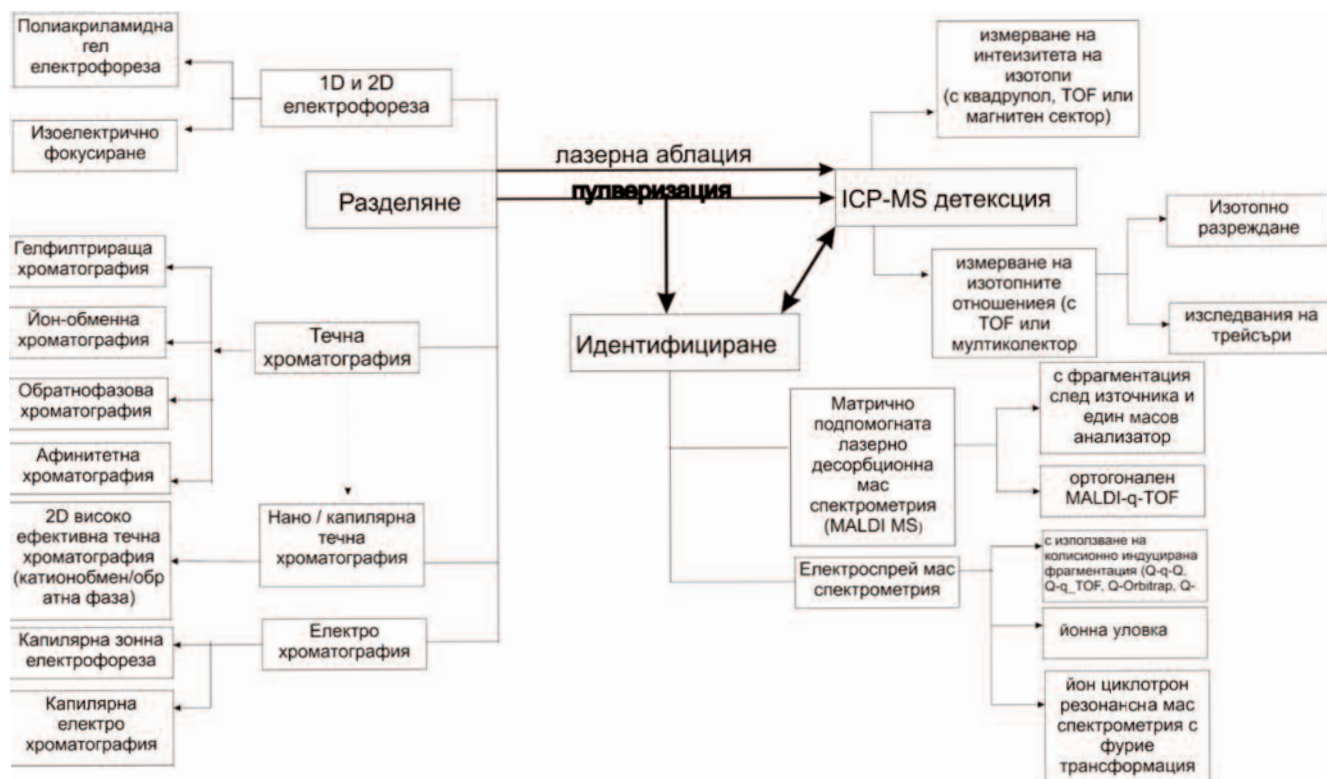 Полиакриламидна
гел
електрофореза
1D и 2D
електрофореза
Изоелектрично
фокусиране
измерване на
интеизитета на
изотопи
(с квадрупол, TOF или
магнитен сектор)
лазерна аблация
пулверизация
Разделяне
ICP-MS детексция
Изотопно
разреждане
измерване на
изотопните
отношениея (с
TOF или
мултиколектор
изследвания на
трейсъри
Идентифициране
Гелфилтрираща
хроматография
Йон-обменна
хроматография
Течна
хроматография
Обратнофазова
хроматография
Афинитетна
хроматография
Матрично
подпомогната
лазерно
десорбционна
мас
спектрометрия
(MALDI MS)
с фрагментация
след източника и
един масов
анализатор
ортогонален
MALDI-q-TOF
2D високо
ефективна течна
хроматография
(катионобмен/обр
атна фаза)
Нано / капилярна
течна
хроматография
Електроспрей мас
спектрометрия
с използване на
колисионно индуцирана
фрагментация (Q-q-Q,
Q-q_TOF, Q-Orbitrap, Q-
йонна уловка
йон циклотрон
резонансна мас
спектрометрия с
фурие
трансформация
Капилярна зонна
електрофореза
Електро
хроматография
Капилярна
електро
хроматография